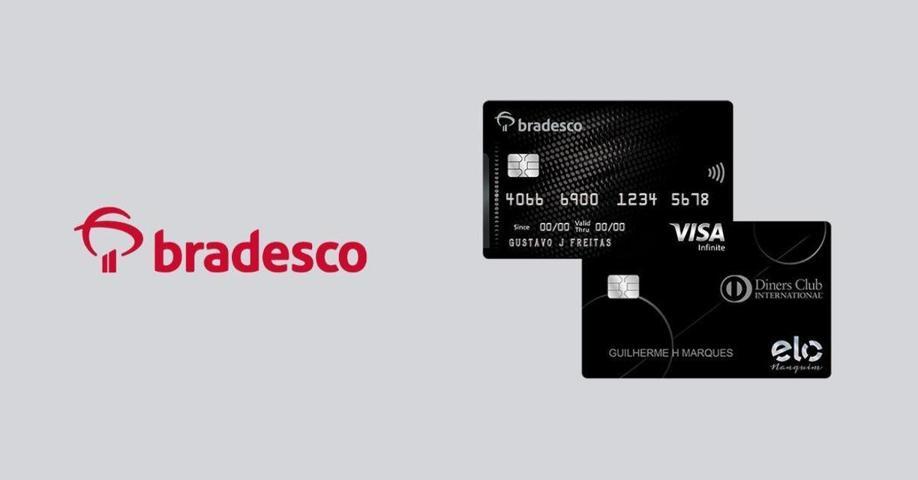 bradesco
bradesco
4066 6900 1234 5678
Since 00/00 Valid Thru 00/00
GUSTAVO J FREITAS
VISA
Infinite
Diners Club
INTERNATIONAL
GUILHERME H MARQUES
elo
Nanquim